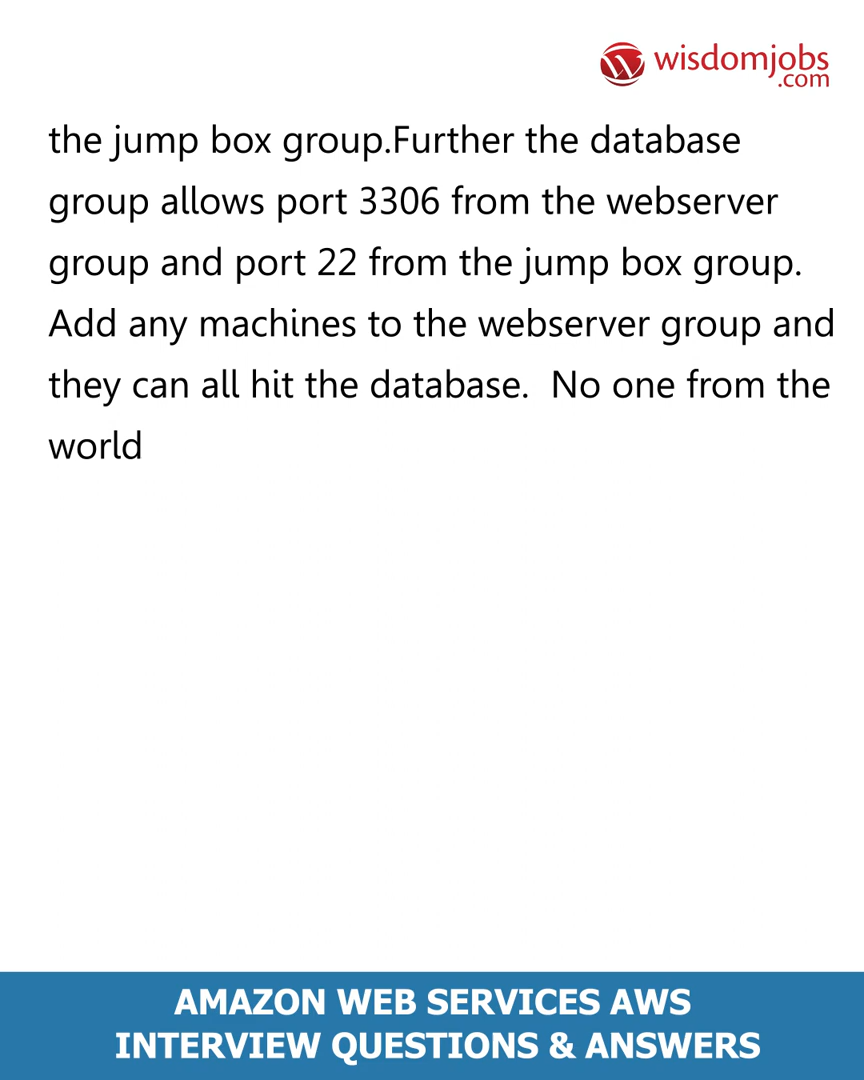 wisdomjobs
.com
the jump box group.Further the database
group allows port 3306 from the webserver
group and port 22 from the jump box group.
Add any machines to the webserver group and
they can all hit the database.  No one from the
world
AMAZON WEB SERVICES AWS
INTERVIEW QUESTIONS & ANSWERS